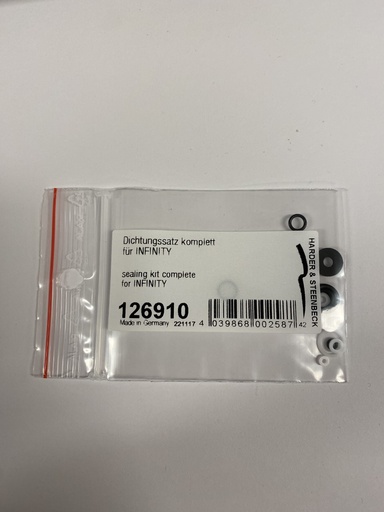 Dichtungssatz komplett
für INFINITY
sealing kit complete
for INFINITY
126910
Made in Germany 221117
4 039868 002587
42
HARDER & STEENBECK